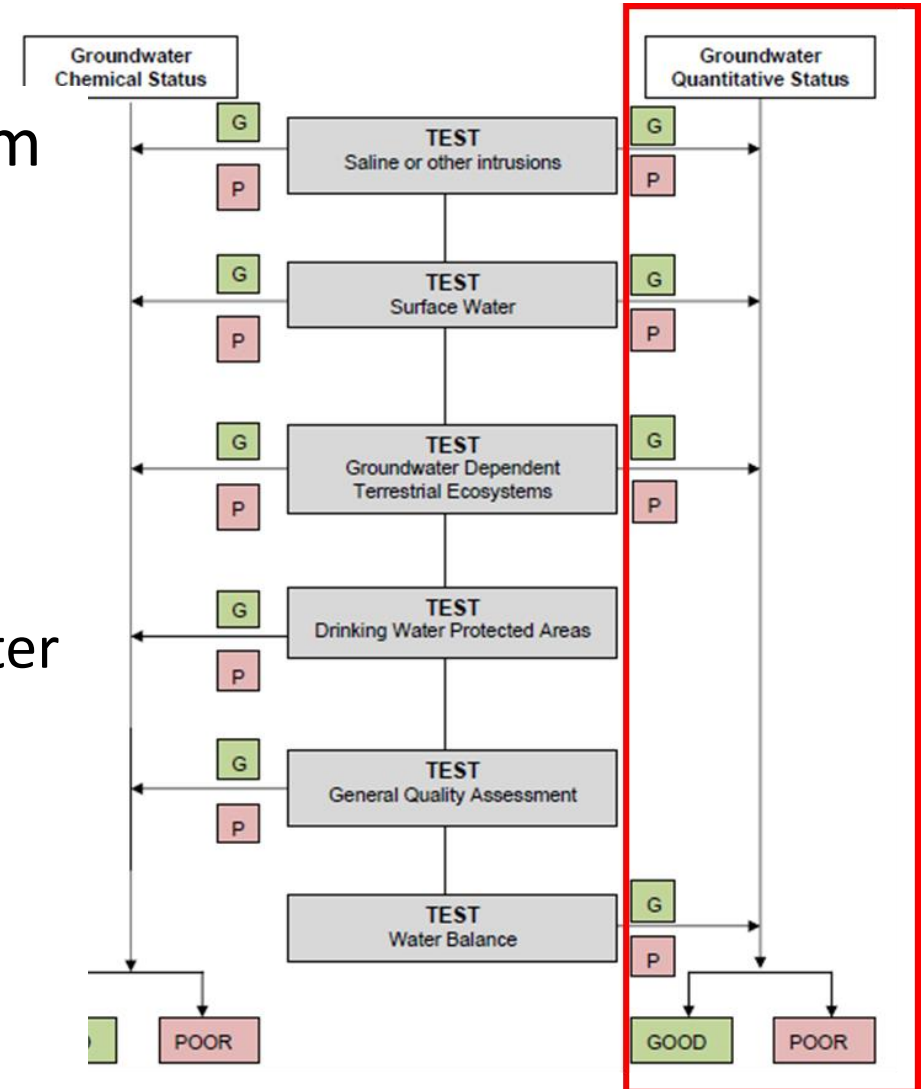 Groundwater
Chemical Status
Groundwater
Quantitative Status
m
G
P
TEST
Saline or other intrusions
G
P
G
P
TEST
Surface Water
G
P
G
P
TEST
Groundwater Dependent
Terrestrial Ecosystems
G
P
ter
G
P
TEST
Drinking Water Protected Areas
G
P
TEST
General Quality Assessment
TEST
Water Balance
G
P
POOR
GOOD
POOR